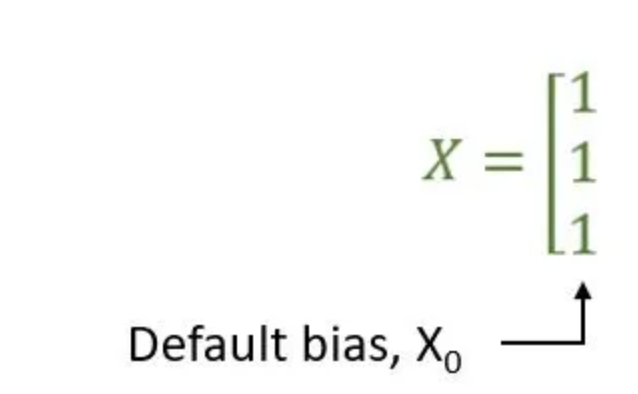 X = [1
1
1
Default bias, X₀